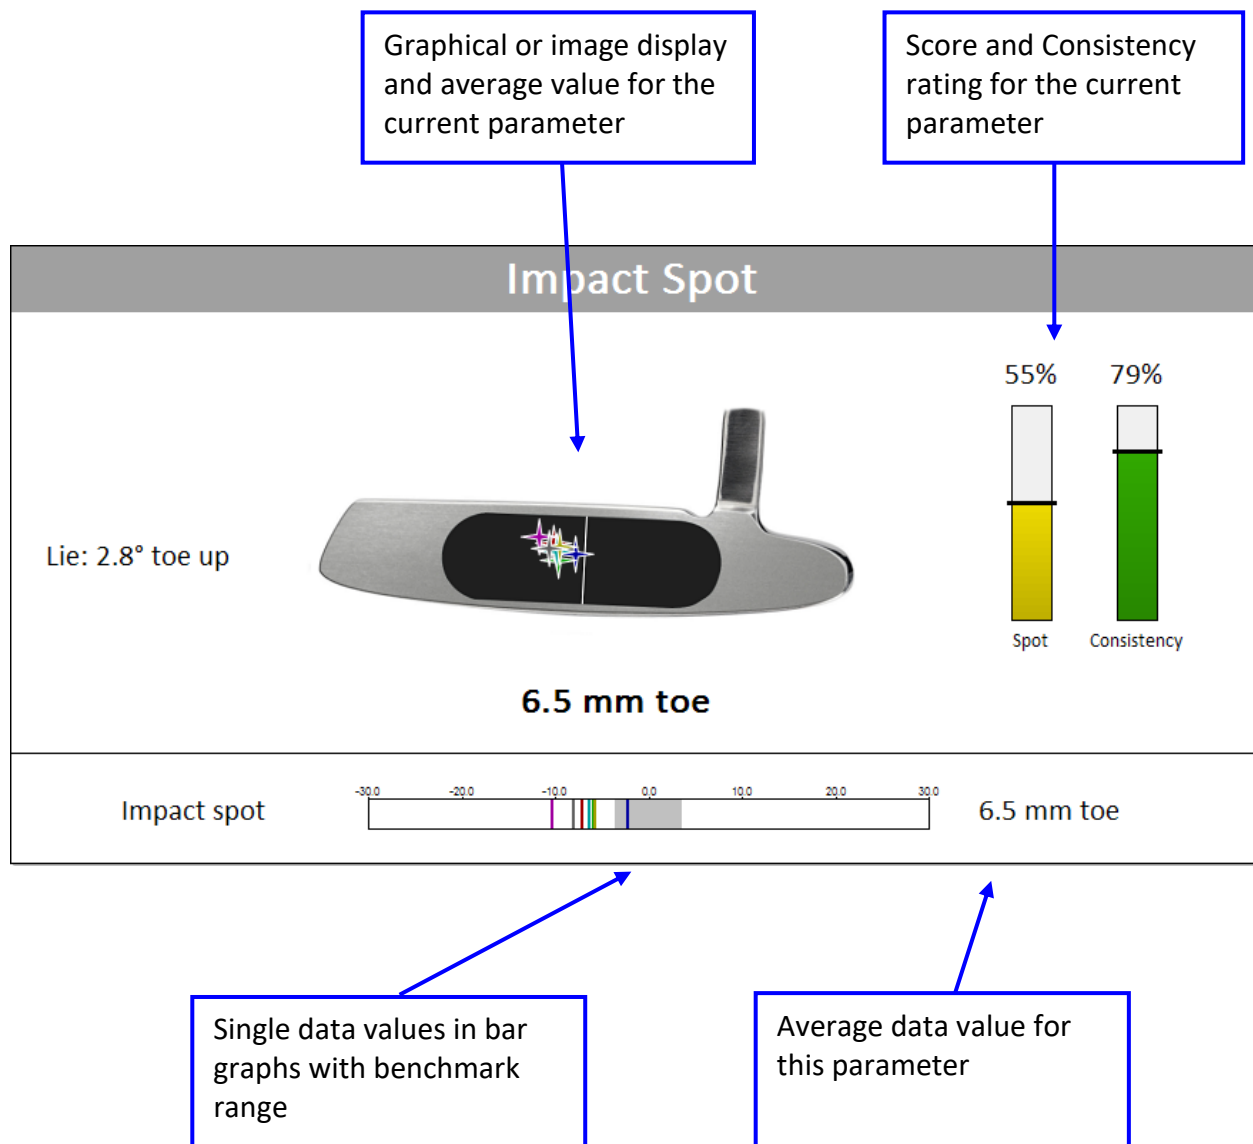 Graphical or image display
and average value for the
current parameter
Score and Consistency
rating for the current
parameter
Impact Spot
55%
79%
Lie: 2.8° toe up
Spot
Consistency
6.5 mm toe
Impact spot
-30.0
-20.0
-10.0
0.0
10.0
20.0
30.0
6.5 mm toe
Single data values in bar
graphs with benchmark
range
Average data value for
this parameter